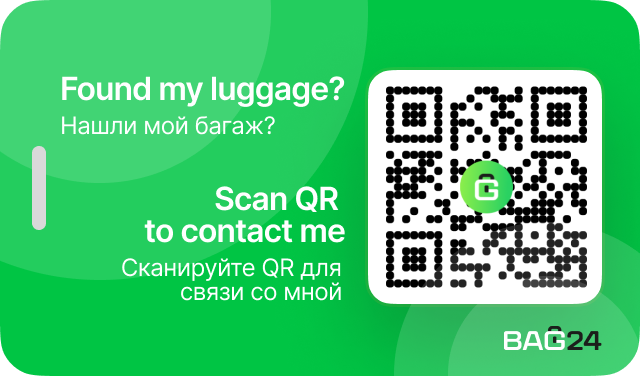 Found my luggage?
Нашли мой багаж?
Scan QR
to contact me
Сканируйте QR для
связи со мной
G
BAG24